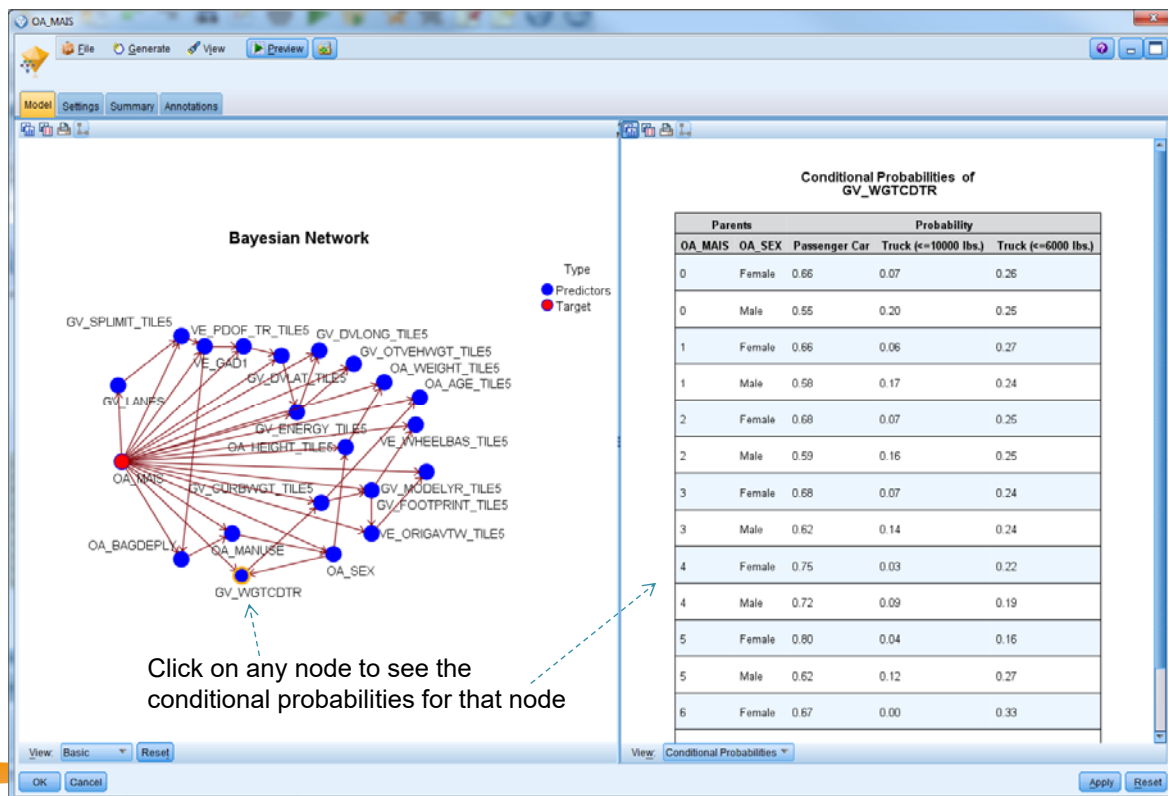 OA_MAIS
File Generate View Preview
Model Settings Summary Annotations
Bayesian Network
Type
Predictors
Target
GV_SPLIMIT_TILE5
VE_PDOF_TR_TILE5
GV_DVLONG_TILE5
VE_GAD1
GV_OTVEHWGT_TILE5
GV_DVLAT_TILE5
OA_WEIGHT_TILE5
OA_AGE_TILE5
GV_LANES
GV_ENERGY_TILE5
OA_HEIGHT_TILE5
VE_WHEELBAS_TILE5
OA_MAIS
GV_CURBWGT_TILE5
GV_MODELYR_TILE5
GV_FOOTPRINT_TILE5
VE_ORIGAVTW_TILE5
OA_BAGDEPLY
OA_MANUSE
OA_SEX
GV_WGTCDTR
Click on any node to see the
conditional probabilities for that node
View: Basic Reset
Conditional Probabilities of
GV_WGTCDTR
Parents Probability
OA_MAIS OA_SEX Passenger Car Truck (<=10000 lbs.) Truck (<=6000 lbs.)
0 Female 0.66 0.07 0.26
0 Male 0.55 0.20 0.25
1 Female 0.66 0.06 0.27
1 Male 0.58 0.17 0.24
2 Female 0.68 0.07 0.25
2 Male 0.59 0.16 0.25
3 Female 0.68 0.07 0.24
3 Male 0.62 0.14 0.24
4 Female 0.75 0.03 0.22
4 Male 0.72 0.09 0.19
5 Female 0.80 0.04 0.16
5 Male 0.62 0.12 0.27
6 Female 0.67 0.00 0.33
View: Conditional Probabilities
OK Cancel Apply Reset